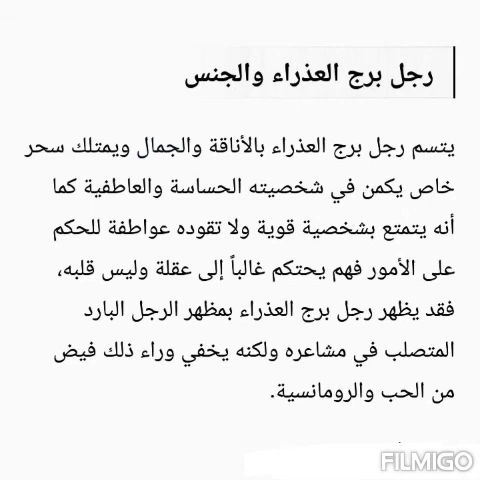 رجل برج العذراء والجنس
يتسم رجل برج العذراء بالأناقة والجمال ويمتلك سحر
خاص يكمن في شخصيته الحساسة والعاطفية كما
أنه يتمتع بشخصية قوية ولا تقوده عواطفة للحكم
على الأمور فهم يحتكم غالباً إلى عقلة وليس قلبه،
فقد يظهر رجل برج العذراء بمظهر الرجل البارد
المتصلب في مشاعره ولكنه يخفي وراء ذلك فيض
من الحب والرومانسية.
FILMIGO